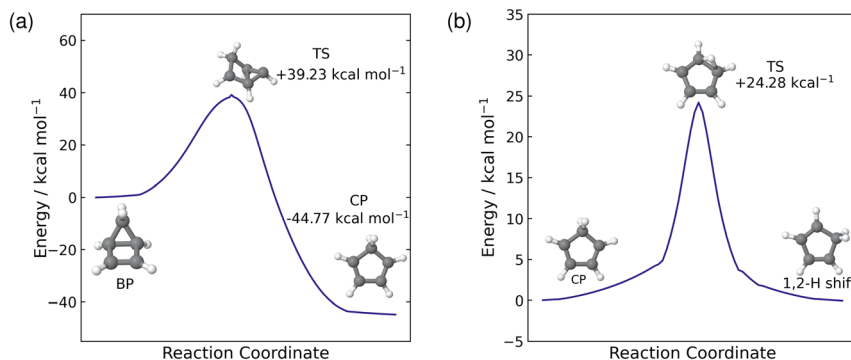 (a)
60
40
20
0
−20
−40
Energy / kcal mol⁻¹
TS
+39.23 kcal mol⁻¹
CP
-44.77 kcal mol⁻¹
BP
Reaction Coordinate
(b)
35
30
25
20
15
10
5
0
−5
Energy / kcal mol⁻¹
TS
+24.28 kcal⁻¹
CP
1,2-H shift
Reaction Coordinate